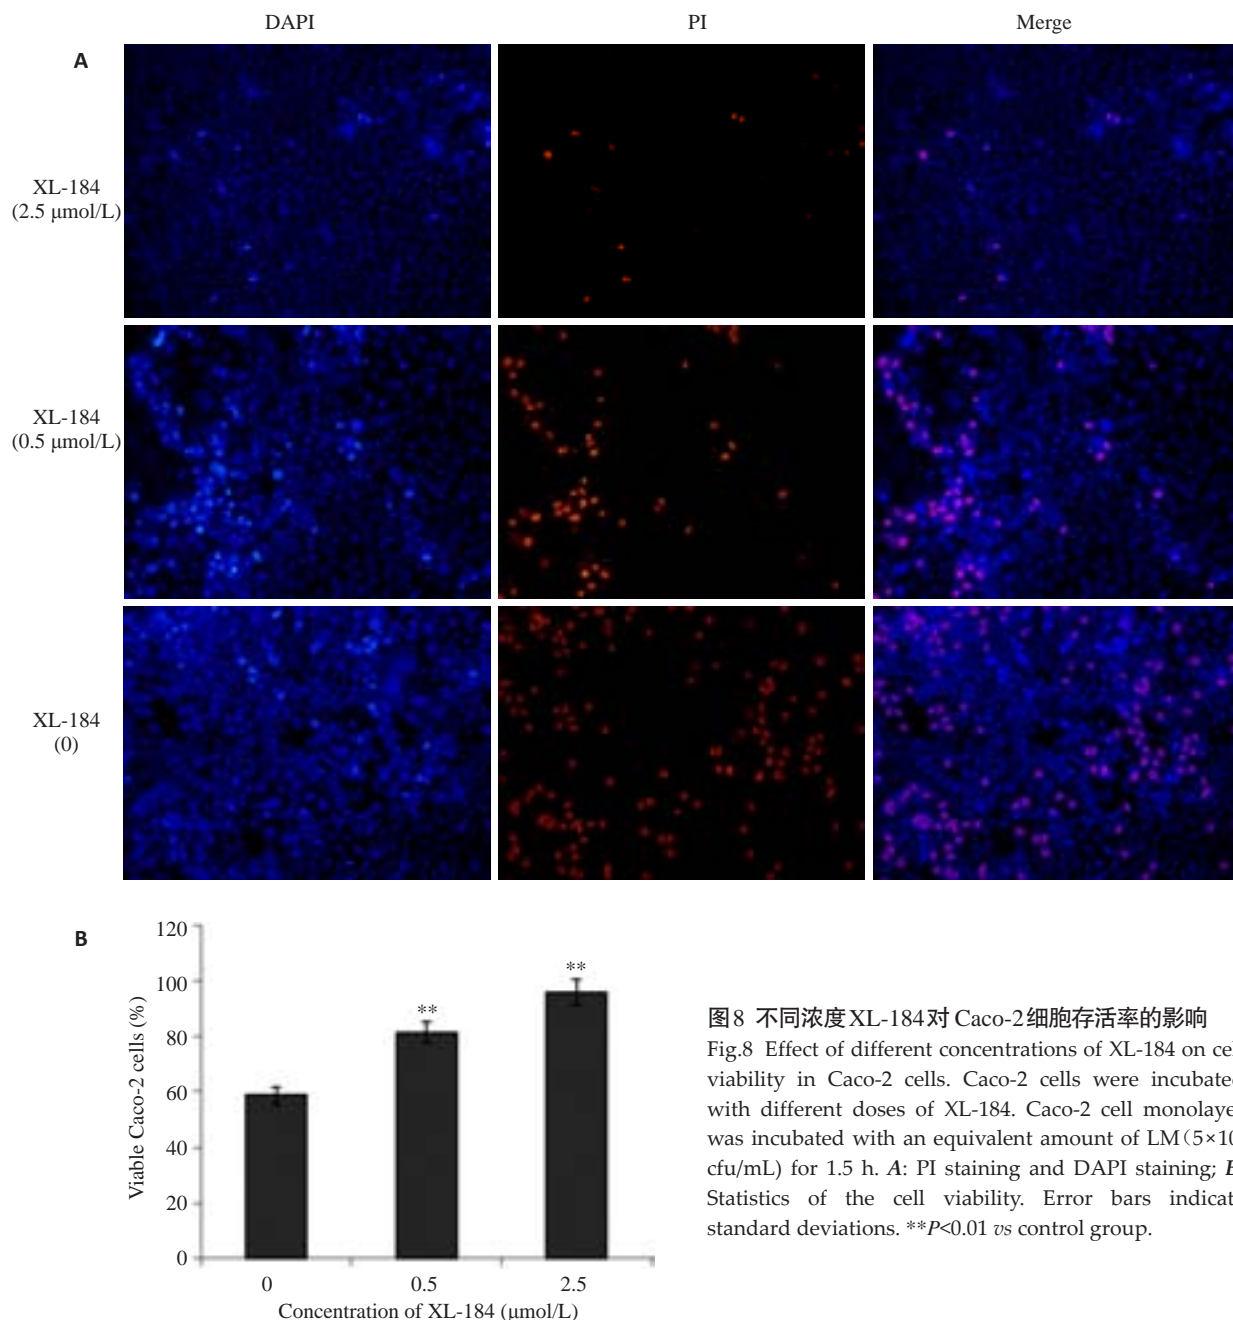 DAPI PI Merge
A
XL-184
(2.5 μmol/L)
XL-184
(0.5 μmol/L)
XL-184
(0)
B
120
100
80
60
40
20
0
Viable Caco-2 cells (%)
**
**
0 0.5 2.5
Concentration of XL-184 (μmol/L)
图8 不同浓度XL-184对Caco-2细胞存活率的影响
Fig.8 Effect of different concentrations of XL-184 on cel
viability in Caco-2 cells. Caco-2 cells were incubated
with different doses of XL-184. Caco-2 cell monolaye
was incubated with an equivalent amount of LM(5×10
cfu/mL) for 1.5 h. A: PI staining and DAPI staining; B
Statistics of the cell viability. Error bars indicat
standard deviations. **P<0.01 vs control group.